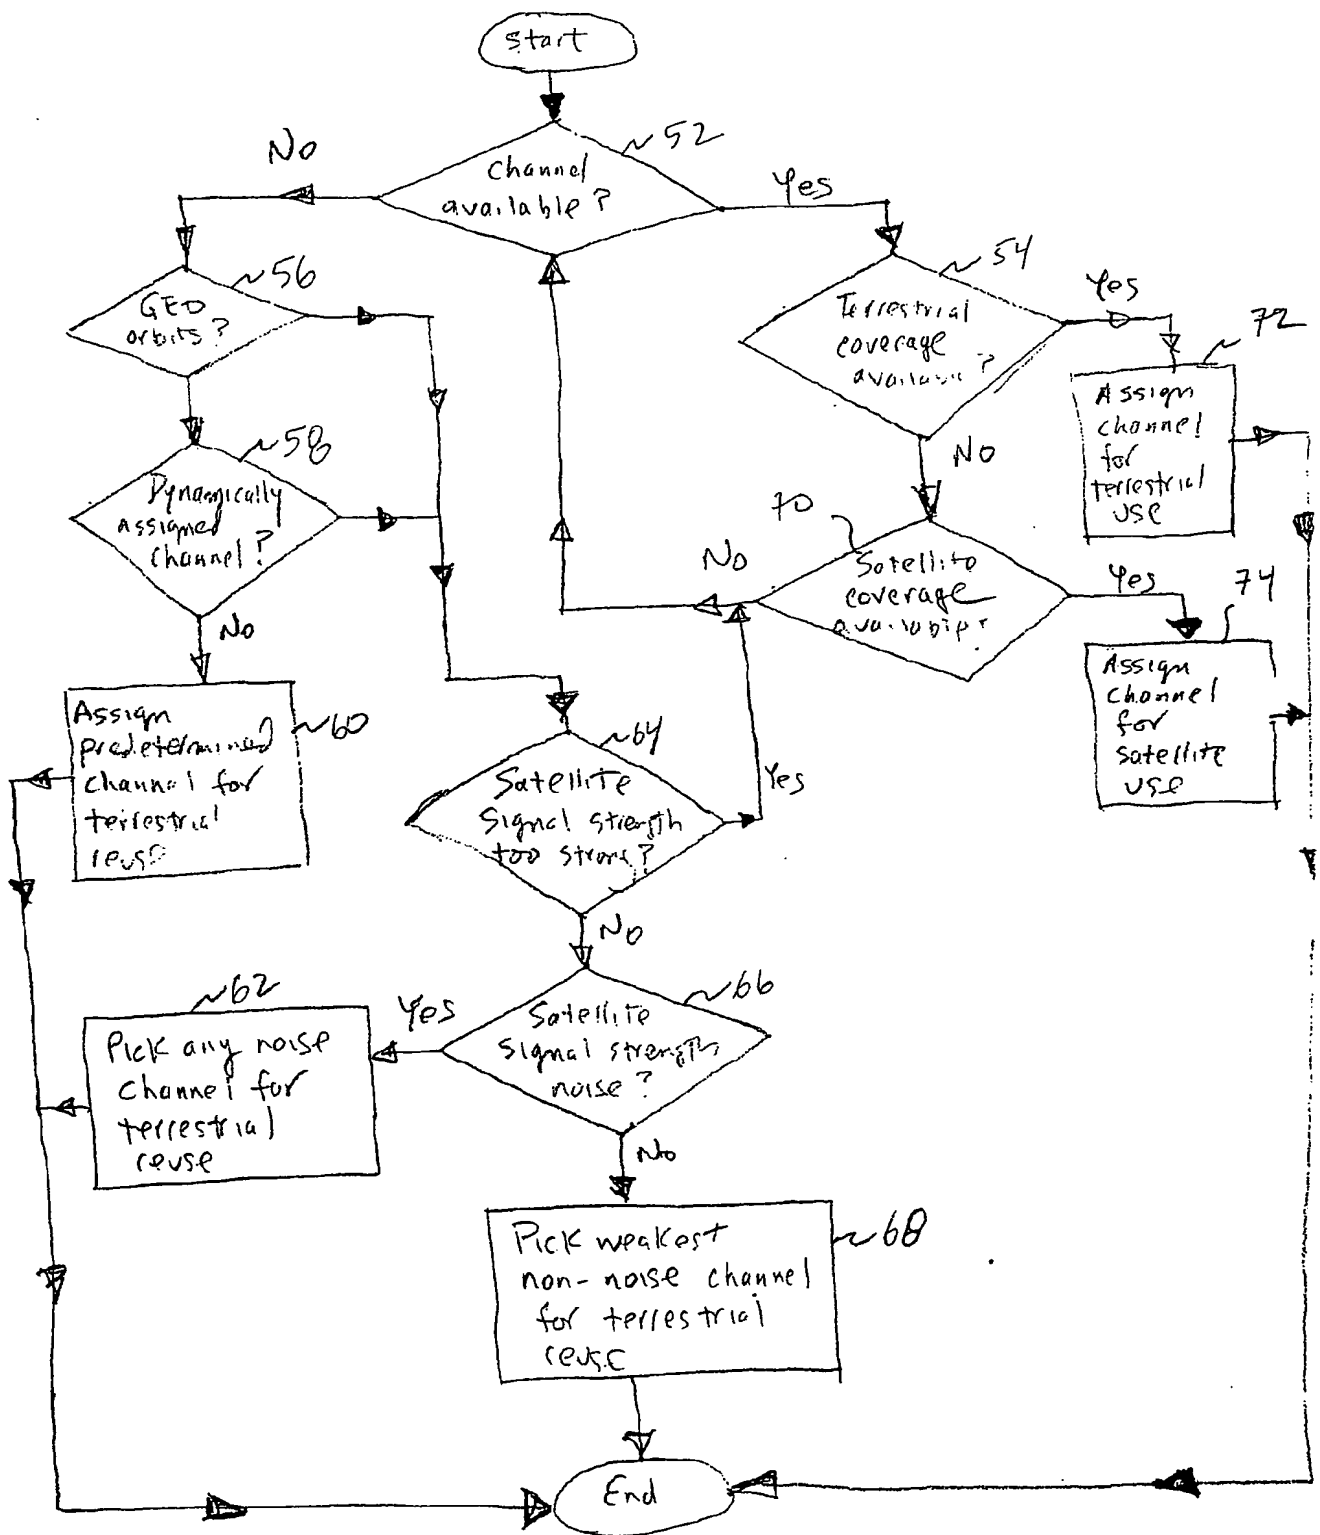 Start
No
52
Channel
available?
Yes
56
GEO
orbits?
54
Terrestrial
coverage
available?
Yes
72
Assign
channel
for
terrestrial
use
58
Dynamically
assigned
channel?
No
70
No
Satellite
coverage
available?
Yes
74
Assign
channel
for
satellite
use
No
Assign
predetermined
channel for
terrestrial
reuse
60
64
Satellite
signal strength
too strong?
Yes
No
62
Pick any noise
channel for
terrestrial
reuse
Yes
66
Satellite
signal strength
noise?
No
Pick weakest
non-noise channel
for terrestrial
reuse
68
End